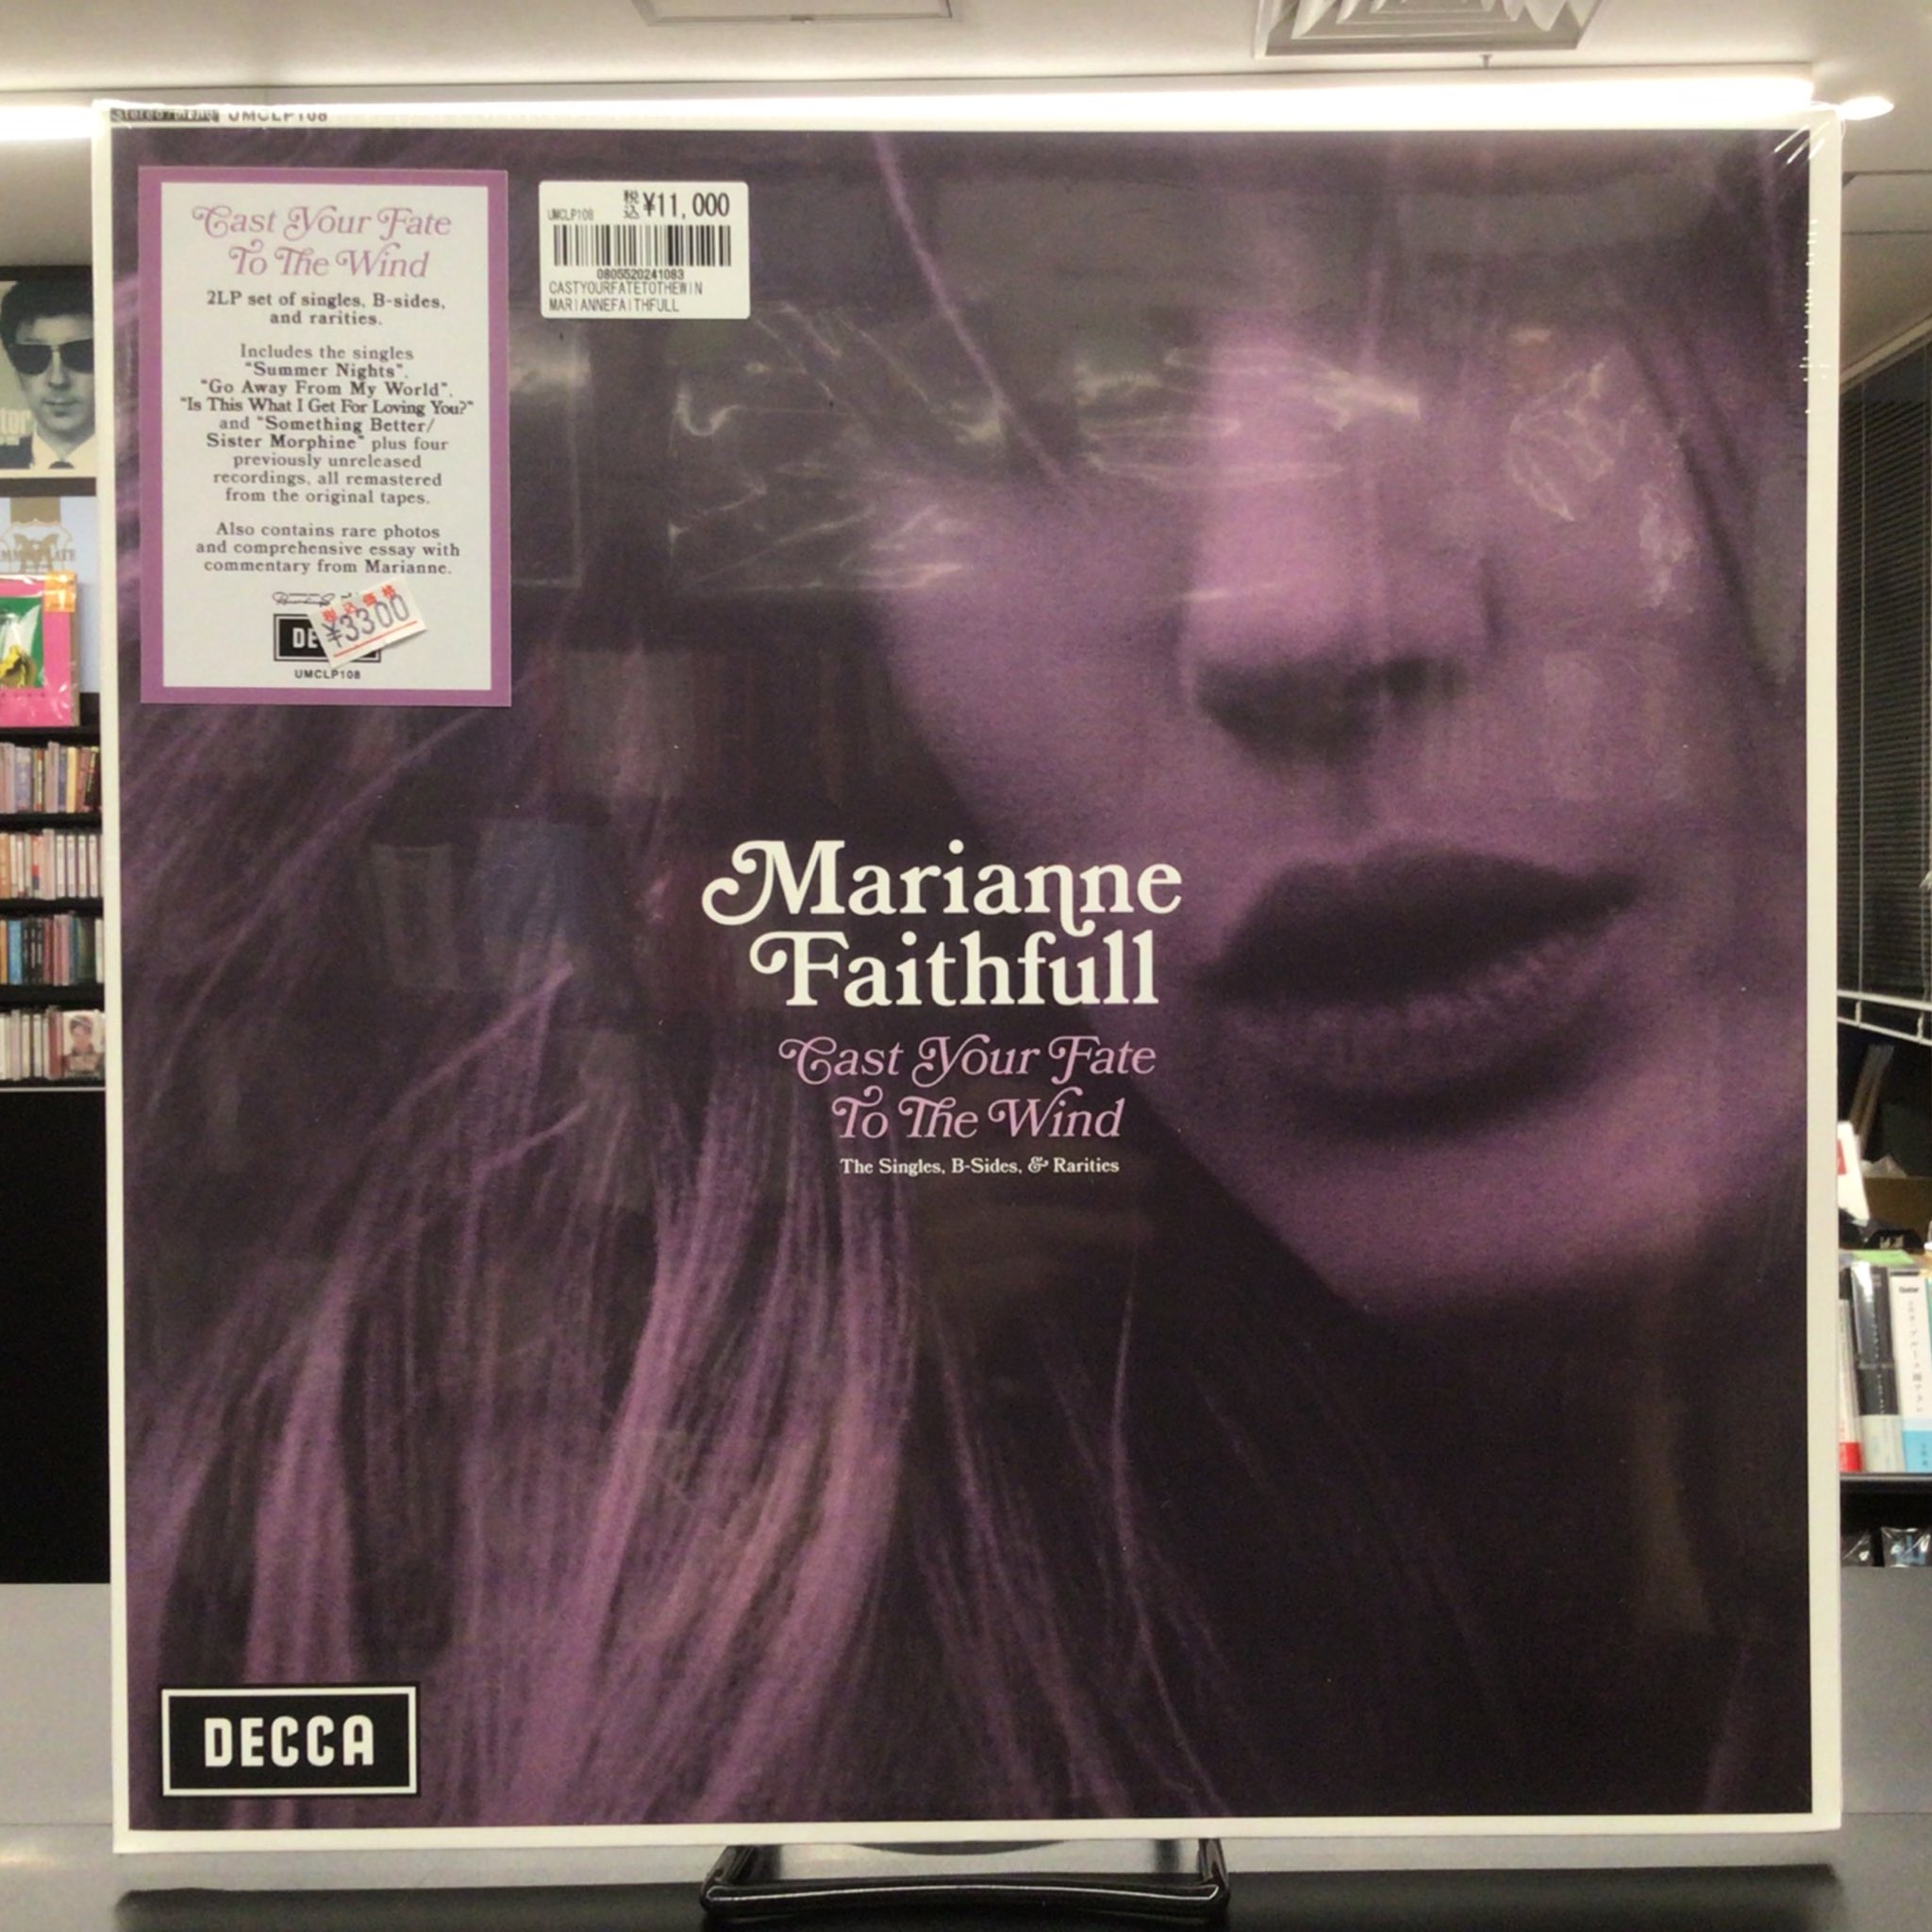 UMCLP108
Cast Your Fate
To The Wind
2LP set of singles, B-sides,
and rarities.
Includes the singles
"Summer Nights",
"Go Away From My World",
"Is This What I Get For Loving You?"
and "Something Better/
Sister Morphine" plus four
previously unreleased
recordings, all remastered
from the original tapes.
Also contains rare photos
and comprehensive essay with
commentary from Marianne.
税込価格
¥3300
UMCLP108
UMCLP108 税込 ¥11,000
0805520241083
CASTYOURFATETOTHEWIN
MARIANNEFAITHFULL
Marianne
Faithfull
Cast Your Fate
To The Wind
The Singles, B-Sides, & Rarities
DECCA